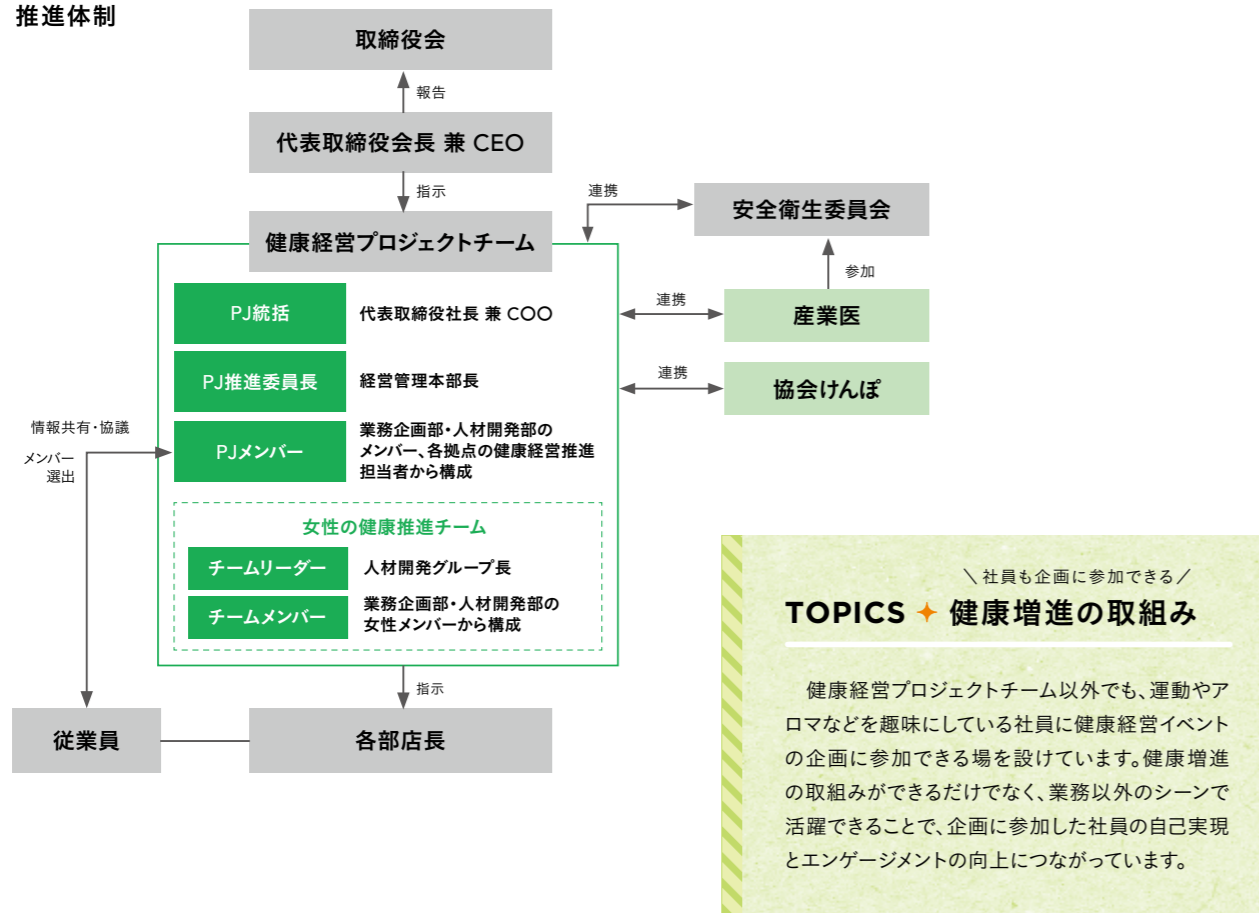 推進体制
取締役会
報告
代表取締役会長 兼 CEO
指示
健康経営プロジェクトチーム
連携
安全衛生委員会
参加
PJ統括
代表取締役社長 兼 COO
連携
産業医
PJ推進委員長
経営管理本部長
連携
協会けんぽ
情報共有・協議
メンバー
選出
PJメンバー
業務企画部・人材開発部の
メンバー、各拠点の健康経営推進
担当者から構成
女性の健康推進チーム
チームリーダー
人材開発グループ長
チームメンバー
業務企画部・人材開発部の
女性メンバーから構成
指示
従業員
各部店長
\社員も企画に参加できる/
TOPICS 健康増進の取組み
健康経営プロジェクトチーム以外でも、運動やア
ロマなどを趣味にしている社員に健康経営イベント
の企画に参加できる場を設けています。健康増進
の取組みができるだけでなく、業務以外のシーンで
活躍できることで、企画に参加した社員の自己実現
とエンゲージメントの向上につながっています。